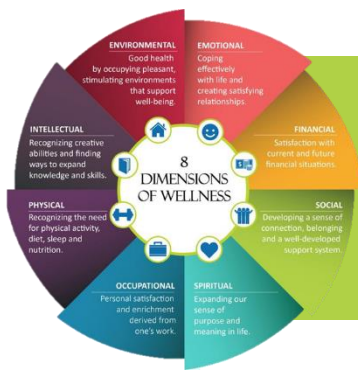 8
DIMENSIONS
OF WELLNESS
ENVIRONMENTAL
Good health
by occupying pleasant,
stimulating environments
that support
well-being.
EMOTIONAL
Coping
effectively
with life and
creating satisfying
relationships.
FINANCIAL
Satisfaction with
current and future
financial situations.
SOCIAL
Developing a sense of
connection, belonging
and a well-developed
support system.
SPIRITUAL
Expanding our
sense of
purpose and
meaning in life.
OCCUPATIONAL
Personal satisfaction
and enrichment
derived from
one's work.
PHYSICAL
Recognizing the need
for physical activity,
diet, sleep and
nutrition.
INTELLECTUAL
Recognizing creative
abilities and finding
ways to expand
knowledge and skills.